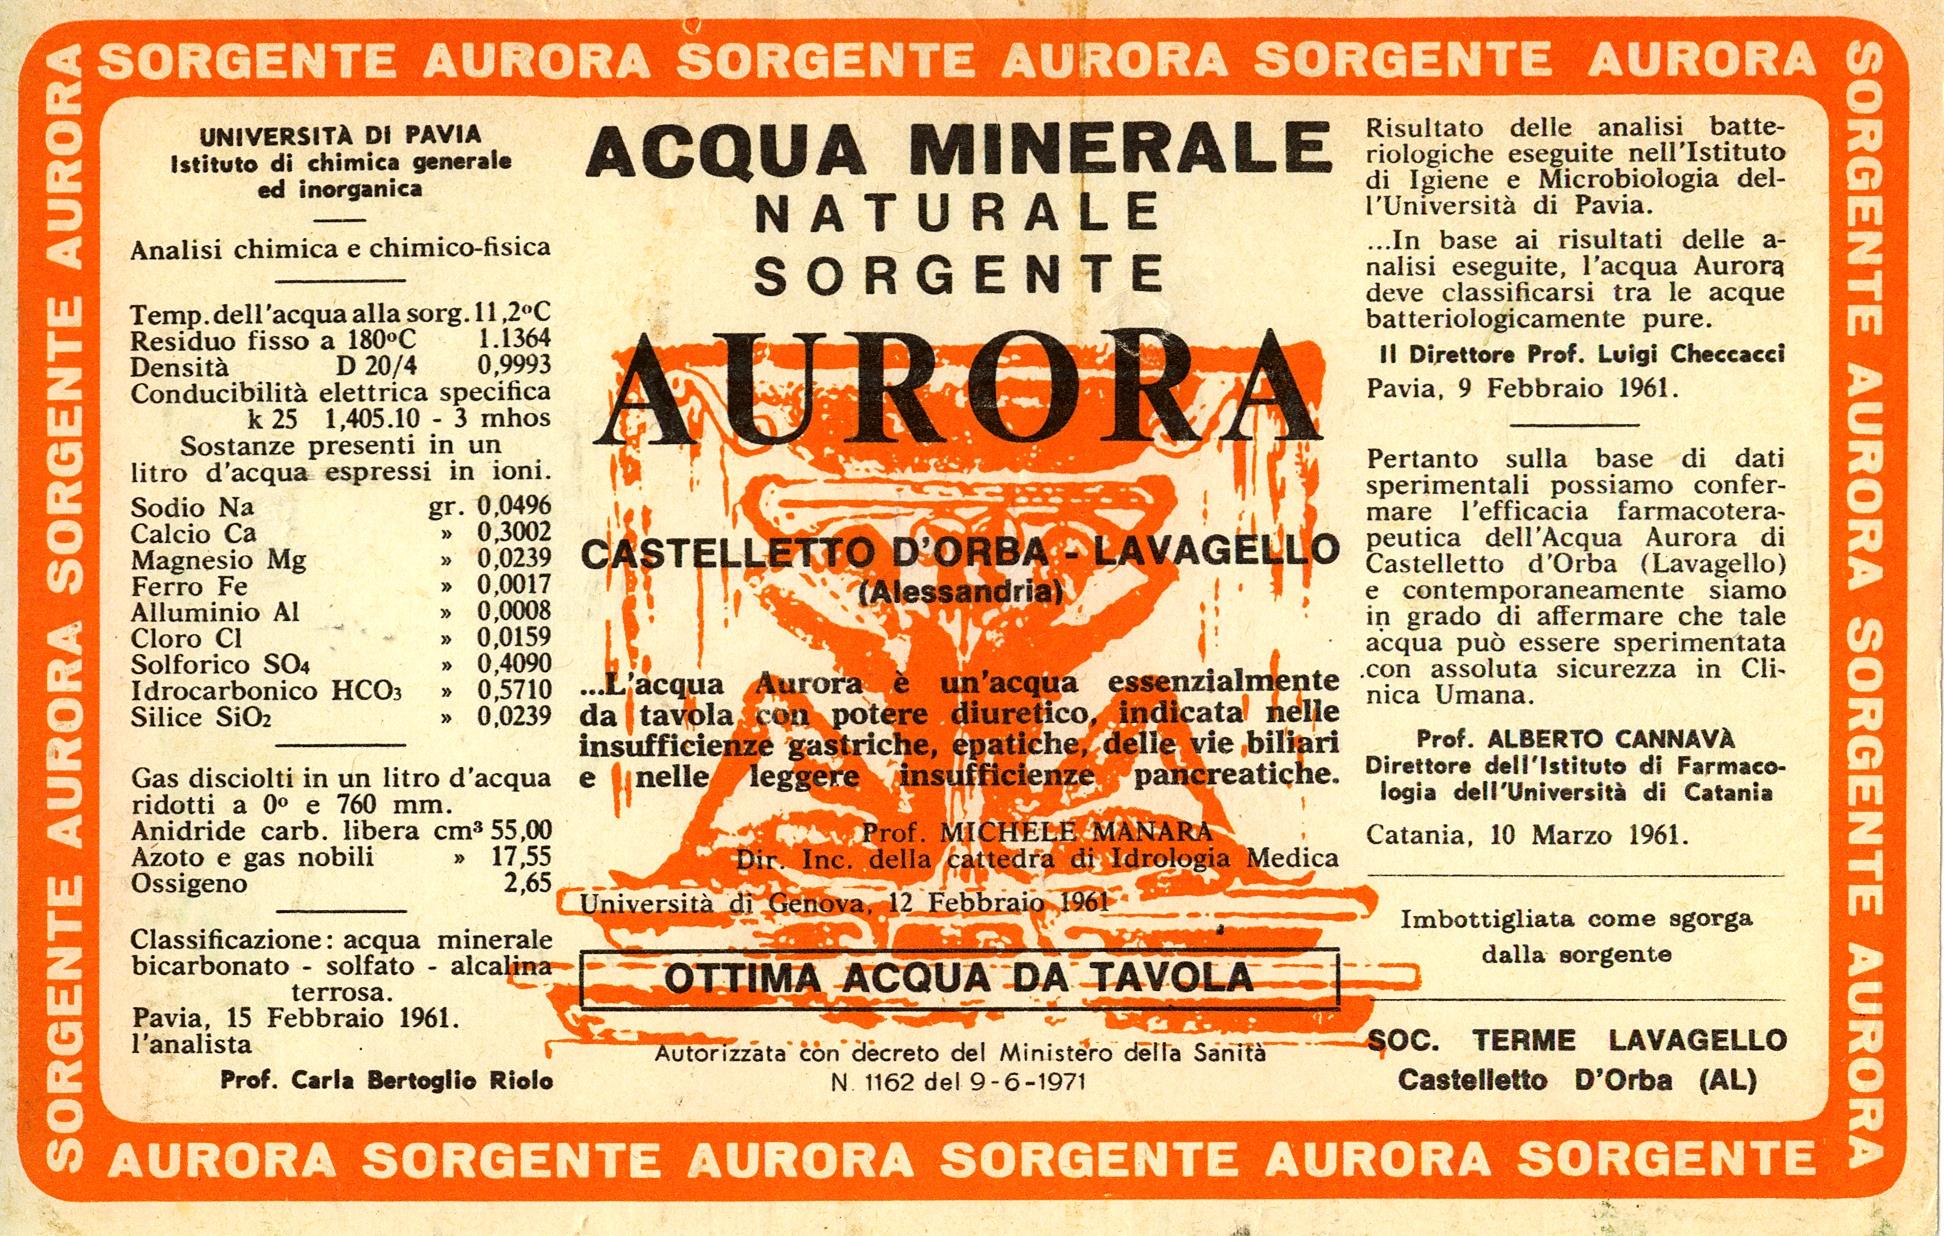 SORGENTE AURORA SORGENTE AURORA SORGENTE AURORA
SORGENTE AURORA SORGENTE AURORA SORGENTE AURORA
UNIVERSITÀ DI PAVIA
Istituto di chimica generale
ed inorganica
Analisi chimica e chimico-fisica
Temp. dell'acqua alla sorg. 11,2ºC
Residuo fisso a 180ºC 1.1364
Densità D 20/4 0,9993
Conducibilità elettrica specifica
k 25 1,405.10 - 3 mhos
Sostanze presenti in un
litro d'acqua espressi in ioni.
Sodio Na gr. 0,0496
Calcio Ca » 0,3002
Magnesio Mg » 0,0239
Ferro Fe » 0,0017
Alluminio Al » 0,0008
Cloro Cl » 0,0159
Solforico SO₄ » 0,4090
Idrocarbonico HCO₃ » 0,5710
Silice SiO₂ » 0,0239
Gas disciolti in un litro d'acqua
ridotti a 0º e 760 mm.
Anidride carb. libera cm³ 55,00
Azoto e gas nobili » 17,55
Ossigeno 2,65
Classificazione: acqua minerale
bicarbonato - solfato - alcalina
terrosa.
Pavia, 15 Febbraio 1961.
l'analista
Prof. Carla Bertoglio Riolo
ACQUA MINERALE
NATURALE
SORGENTE
AURORA
CASTELLETTO D'ORBA - LAVAGELLO
(Alessandria)
...L'acqua Aurora è un'acqua essenzialmente
da tavola con potere diuretico, indicata nelle
insufficienze gastriche, epatiche, delle vie biliari
e nelle leggere insufficienze pancreatiche.
Prof. MICHELE MANARA
Dir. Inc. della cattedra di Idrologia Medica
Università di Genova, 12 Febbraio 1961
OTTIMA ACQUA DA TAVOLA
Autorizzata con decreto del Ministero della Sanità
N. 1162 del 9-6-1971
Risultato delle analisi batte-
riologiche eseguite nell'Istituto
di Igiene e Microbiologia del-
l'Università di Pavia.
...In base ai risultati delle a-
nalisi eseguite, l'acqua Aurora
deve classificarsi tra le acque
batteriologicamente pure.
Il Direttore Prof. Luigi Checcacci
Pavia, 9 Febbraio 1961.
Pertanto sulla base di dati
sperimentali possiamo confer-
mare l'efficacia farmacotera-
peutica dell'Acqua Aurora di
Castelletto d'Orba (Lavagello)
e contemporaneamente siamo
in grado di affermare che tale
acqua può essere sperimentata
con assoluta sicurezza in Cli-
nica Umana.
Prof. ALBERTO CANNAVÀ
Direttore dell'Istituto di Farmaco-
logia dell'Università di Catania
Catania, 10 Marzo 1961.
Imbottigliata come sgorga
dalla sorgente
SOC. TERME LAVAGELLO
Castelletto D'Orba (AL)
SORGENTE AURORA SORGENTE AURORA SORGENTE AURORA
AURORA SORGENTE AURORA SORGENTE AURORA SORGENTE